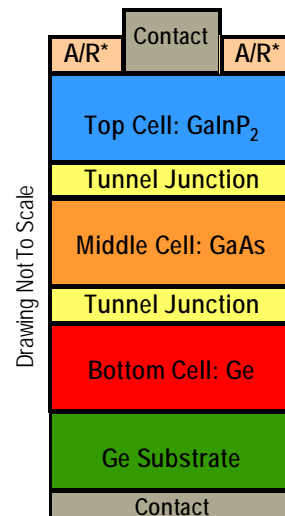 Contact
A/R* A/R*
Top Cell: GaInP₂
Tunnel Junction
Middle Cell: GaAs
Tunnel Junction
Bottom Cell: Ge
Ge Substrate
Contact
Drawing Not To Scale